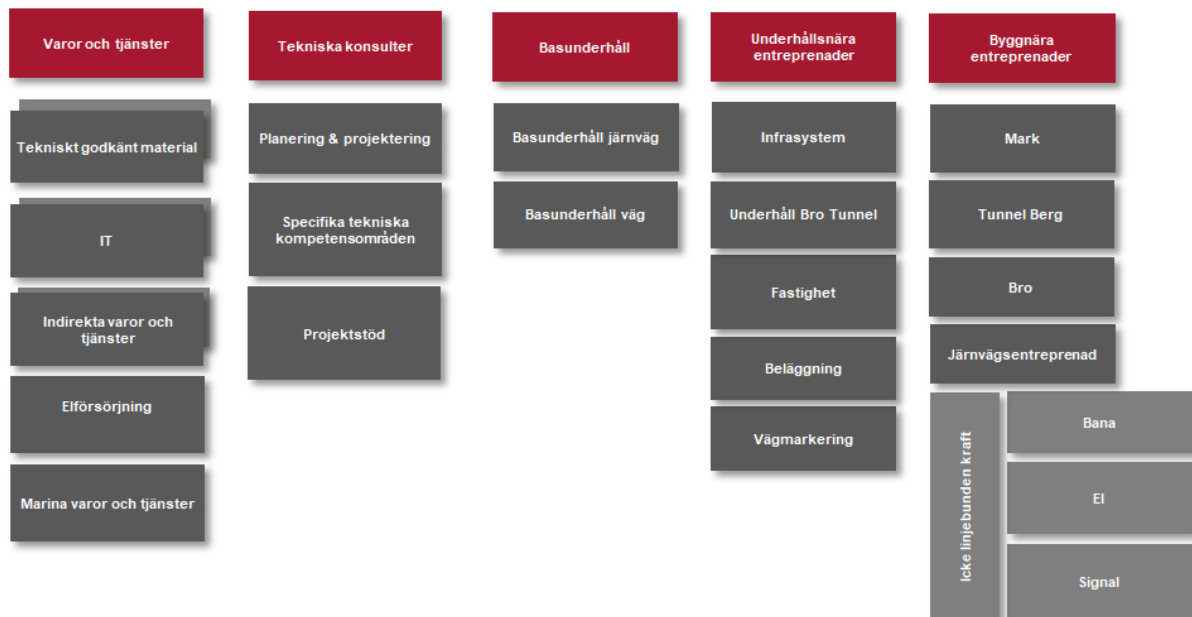 Varor och tjänster
Tekniskt godkänt material
IT
Indirekta varor och
tjänster
Elförsörjning
Marina varor och tjänster
Tekniska konsulter
Planering & projektering
Specifika tekniska
kompetensområden
Projektstöd
Basunderhåll
Basunderhåll järnväg
Basunderhåll väg
Underhållsnära
entreprenader
Infrasystem
Underhåll Bro Tunnel
Fastighet
Beläggning
Vägmarkering
Byggnära
entreprenader
Mark
Tunnel Berg
Bro
Järnvägsentreprenad
Icke linjebunden kraft
Bana
El
Signal